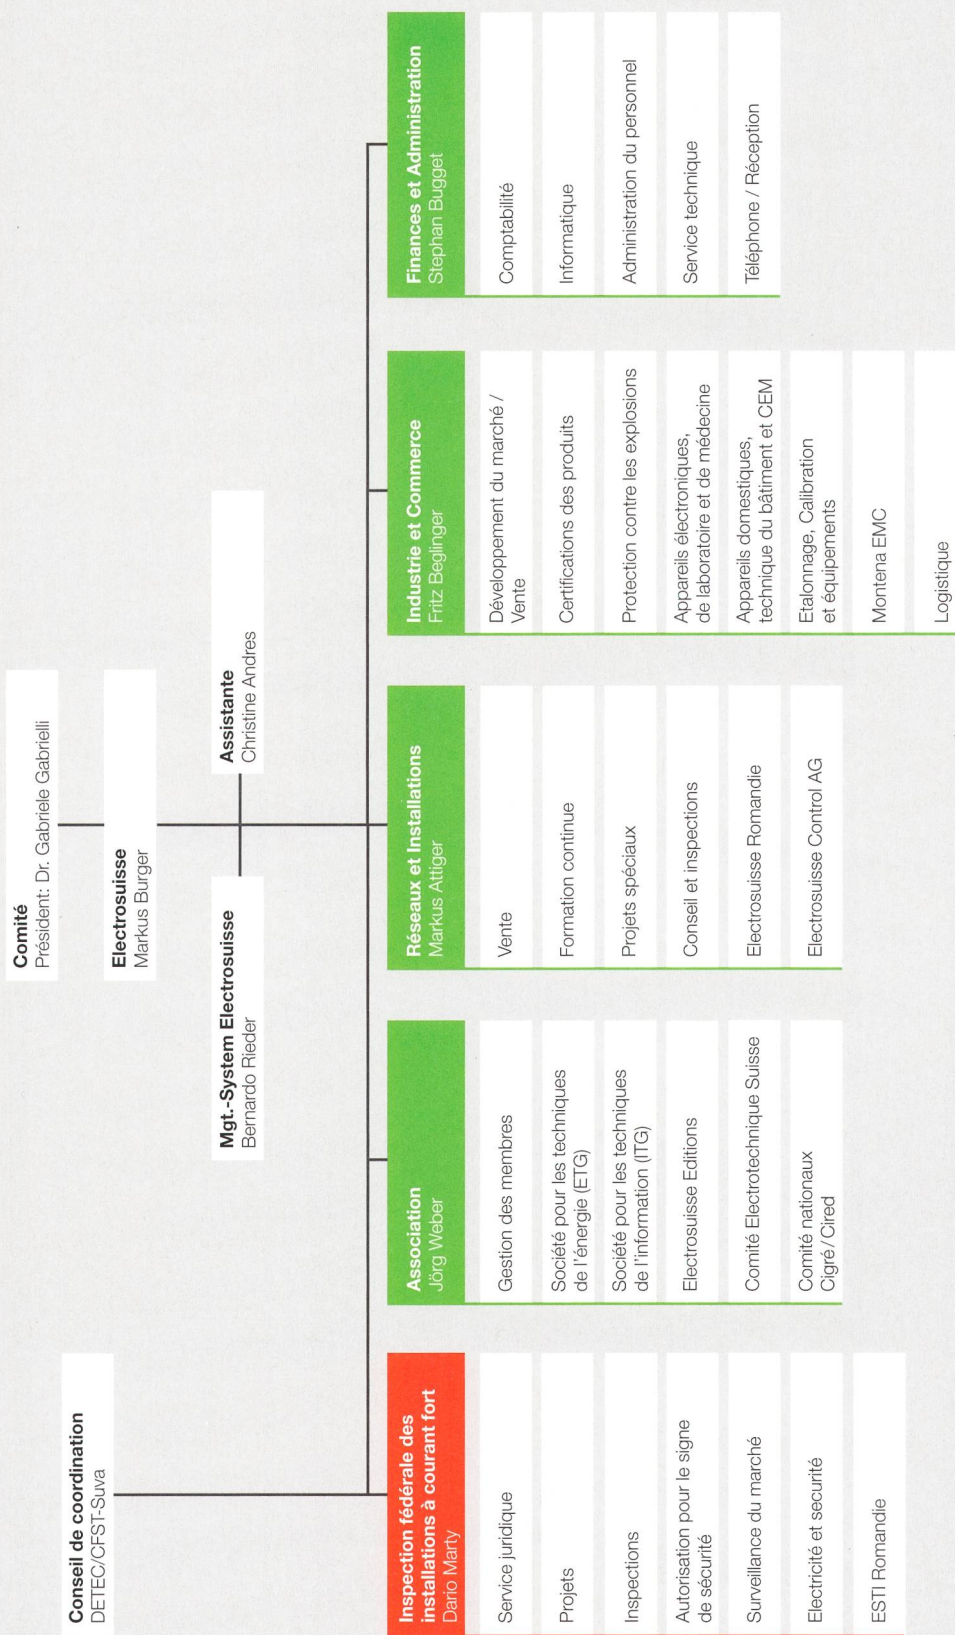 Comité
Président: Dr. Gabriele Gabrielli
Conseil de coordination
DETEC/CFST-Suva
Electrosuisse
Markus Burger
Mgt.-System Electrosuisse
Bernardo Rieder
Assistante
Christine Andres
Inspection fédérale des
installations à courant fort
Dario Marty
Service juridique
Projets
Inspections
Autorisation pour le signe
de sécurité
Surveillance du marché
Electricité et securité
ESTI Romandie
Association
Jörg Weber
Gestion des membres
Société pour les techniques
de l'énergie (ETG)
Société pour les techniques
de l'information (ITG)
Electrosuisse Editions
Comité Electrotechnique Suisse
Comité nationaux
Cigré / Cired
Réseaux et Installations
Markus Attiger
Vente
Formation continue
Projets spéciaux
Conseil et inspections
Electrosuisse Romandie
Electrosuisse Control AG
Industrie et Commerce
Fritz Beglinger
Développement du marché /
Vente
Certifications des produits
Protection contre les explosions
Appareils électroniques,
de laboratoire et de médecine
Appareils domestiques,
technique du bâtiment et CEM
Etalonnage, Calibration
et équipements
Montena EMC
Logistique
Finances et Administration
Stephan Bugget
Comptabilité
Informatique
Administration du personnel
Service technique
Téléphone / Réception